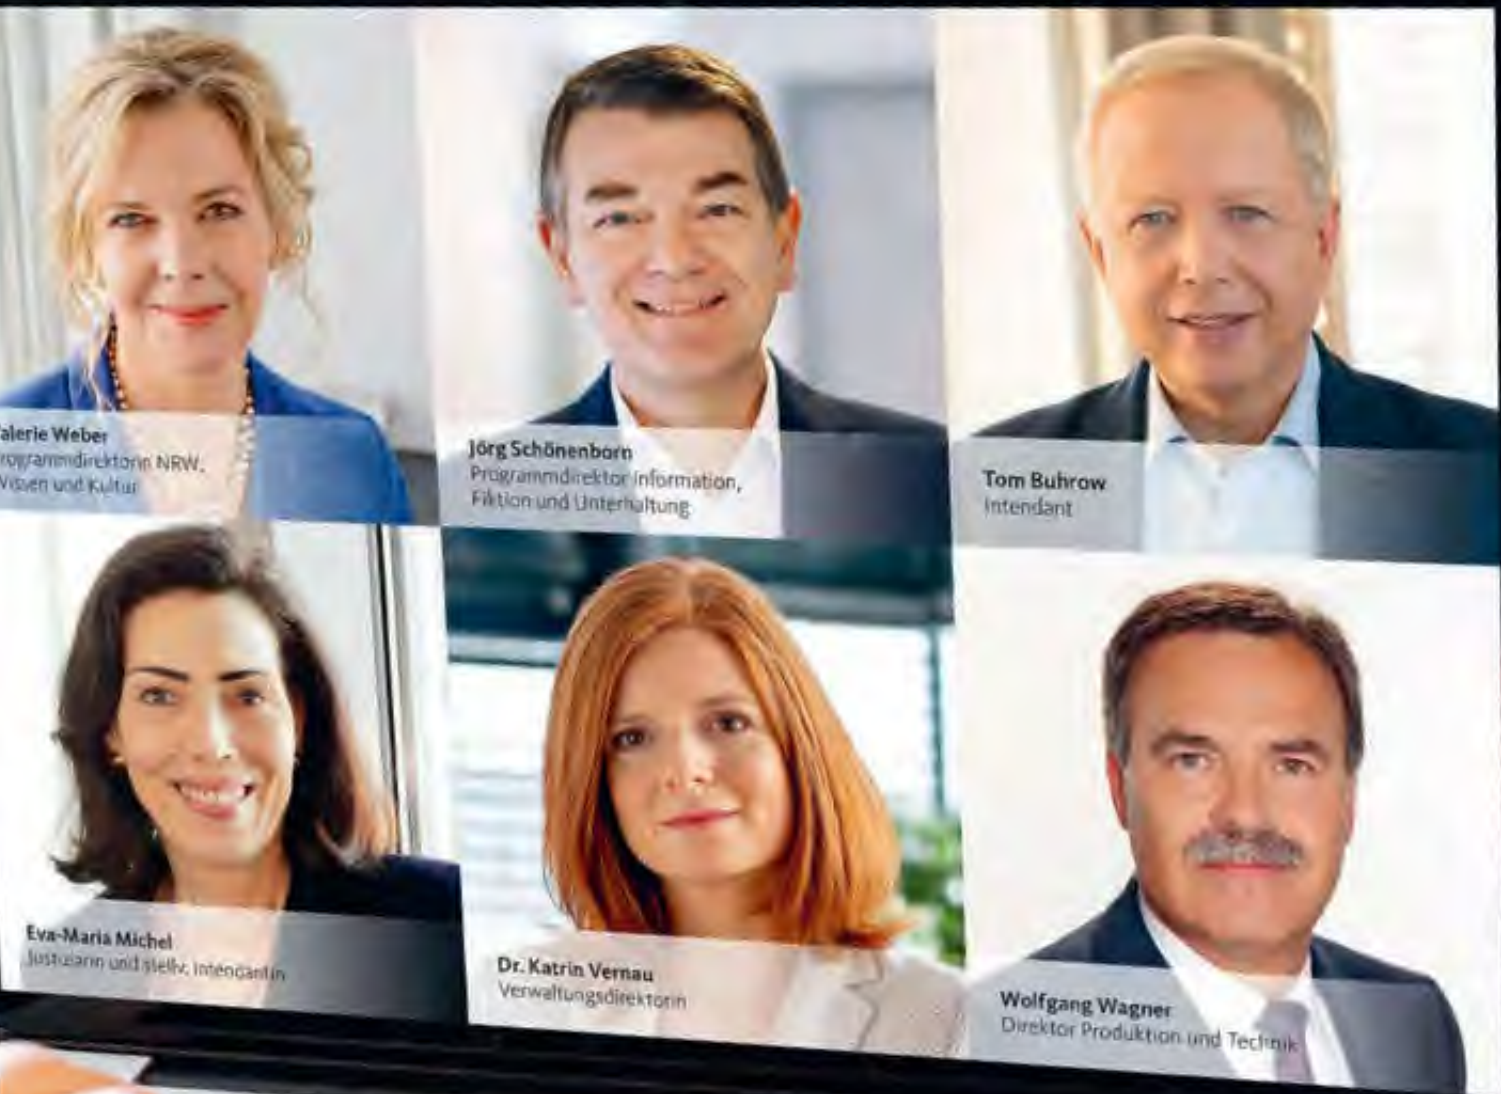 alerie Weber
rogrammdirektorin NRW,
Wissen und Kultur
Jörg Schönenborn
Programmdirektor Information,
Fiktion und Unterhaltung
Tom Buhrow
Intendant
Eva-Maria Michel
Justiziarin und stellv. Intendantin
Dr. Katrin Vernau
Verwaltungsdirektorin
Wolfgang Wagner
Direktor Produktion und Technik